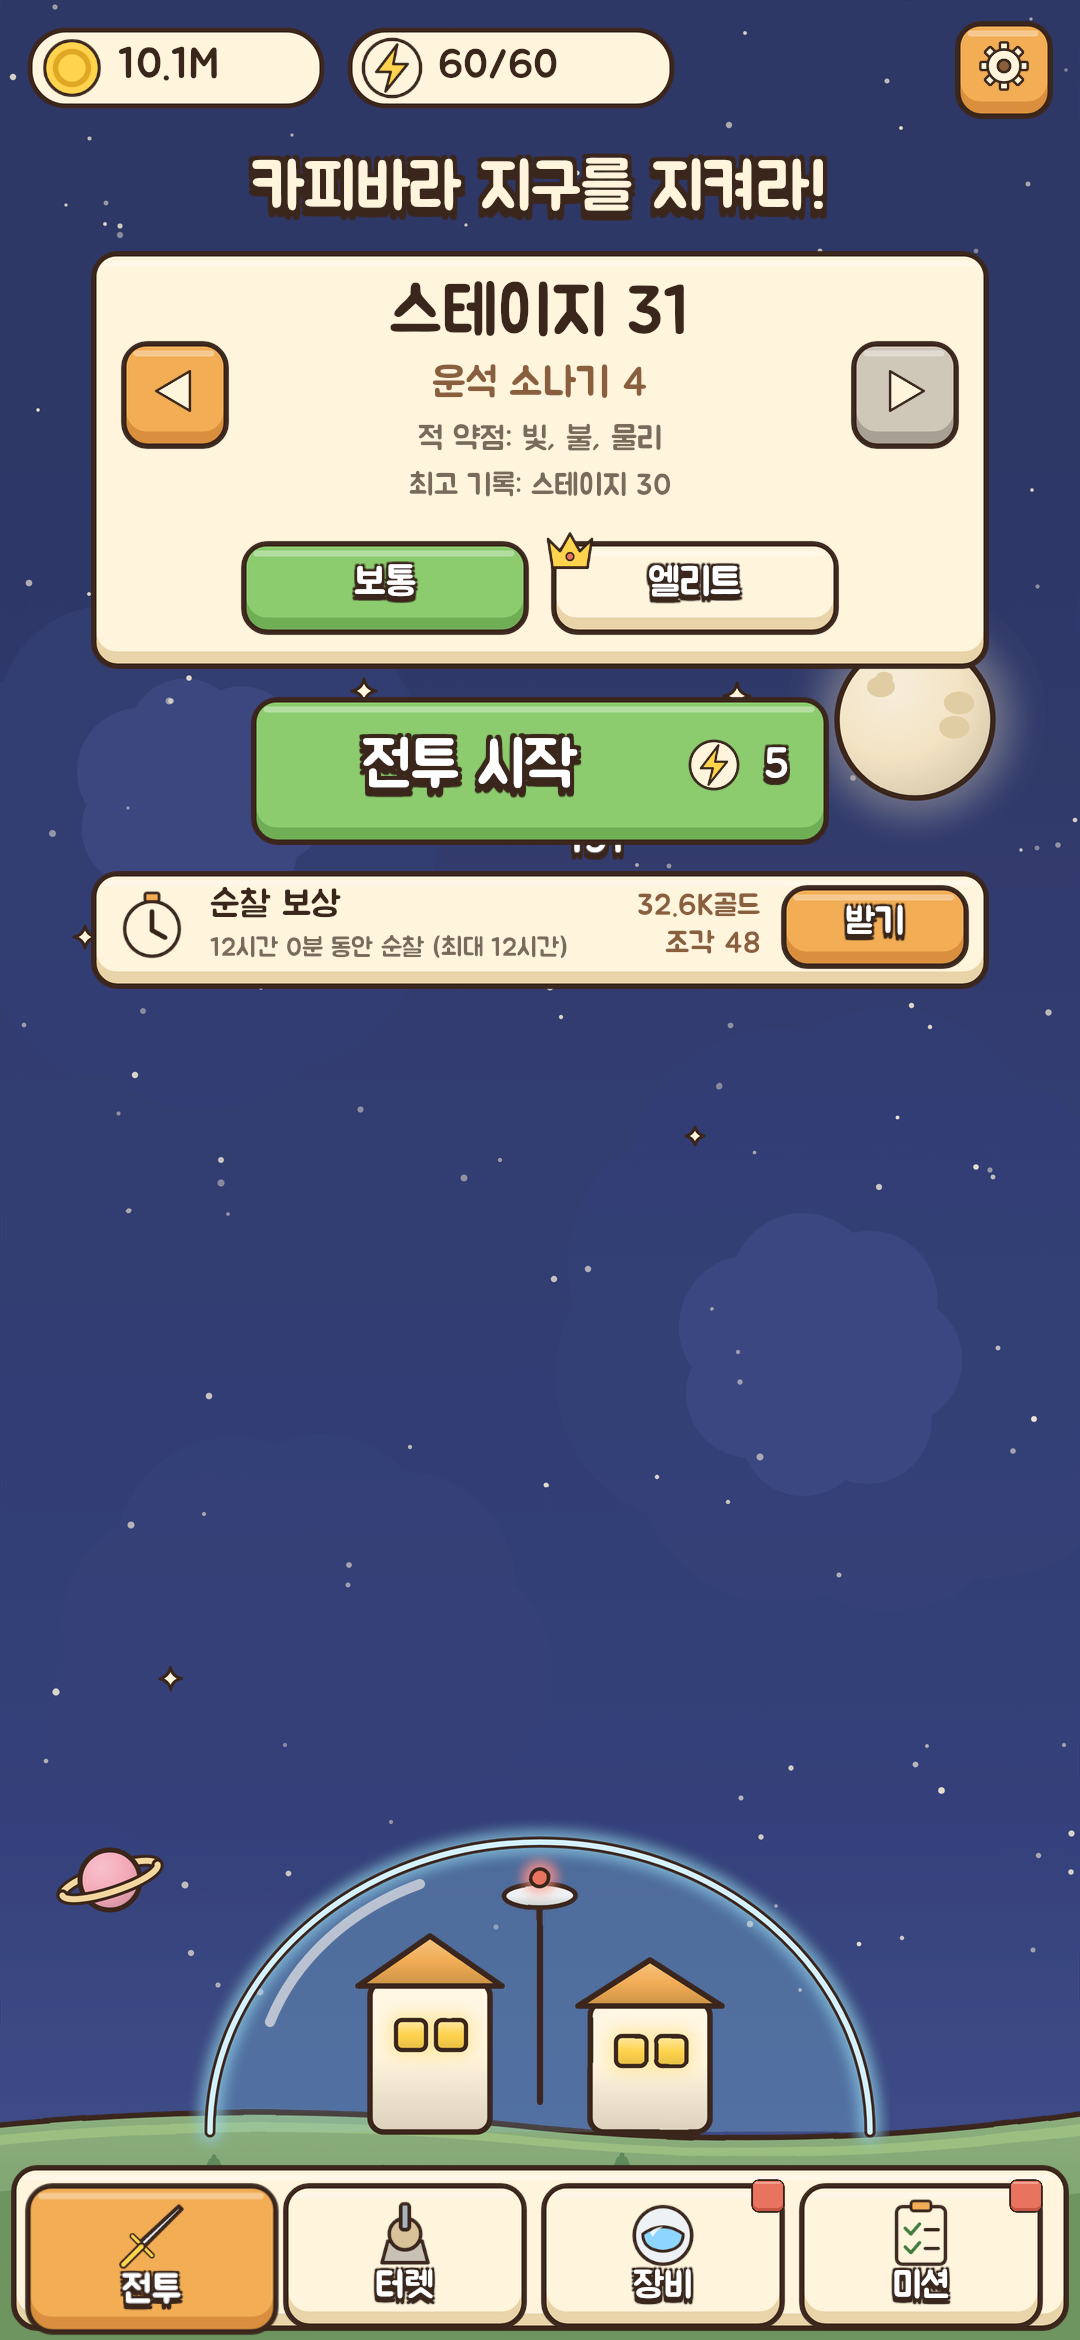 10.1M
60/60
카피바라 지구를 지켜라!
스테이지 31
운석 소나기 4
적 약점: 빛, 불, 물리
최고 기록: 스테이지 30
보통
엘리트
전투 시작
5
순찰 보상
32.6K골드
12시간 0분 동안 순찰 (최대 12시간)
조각 48
받기
전투
터렛
장비
미션